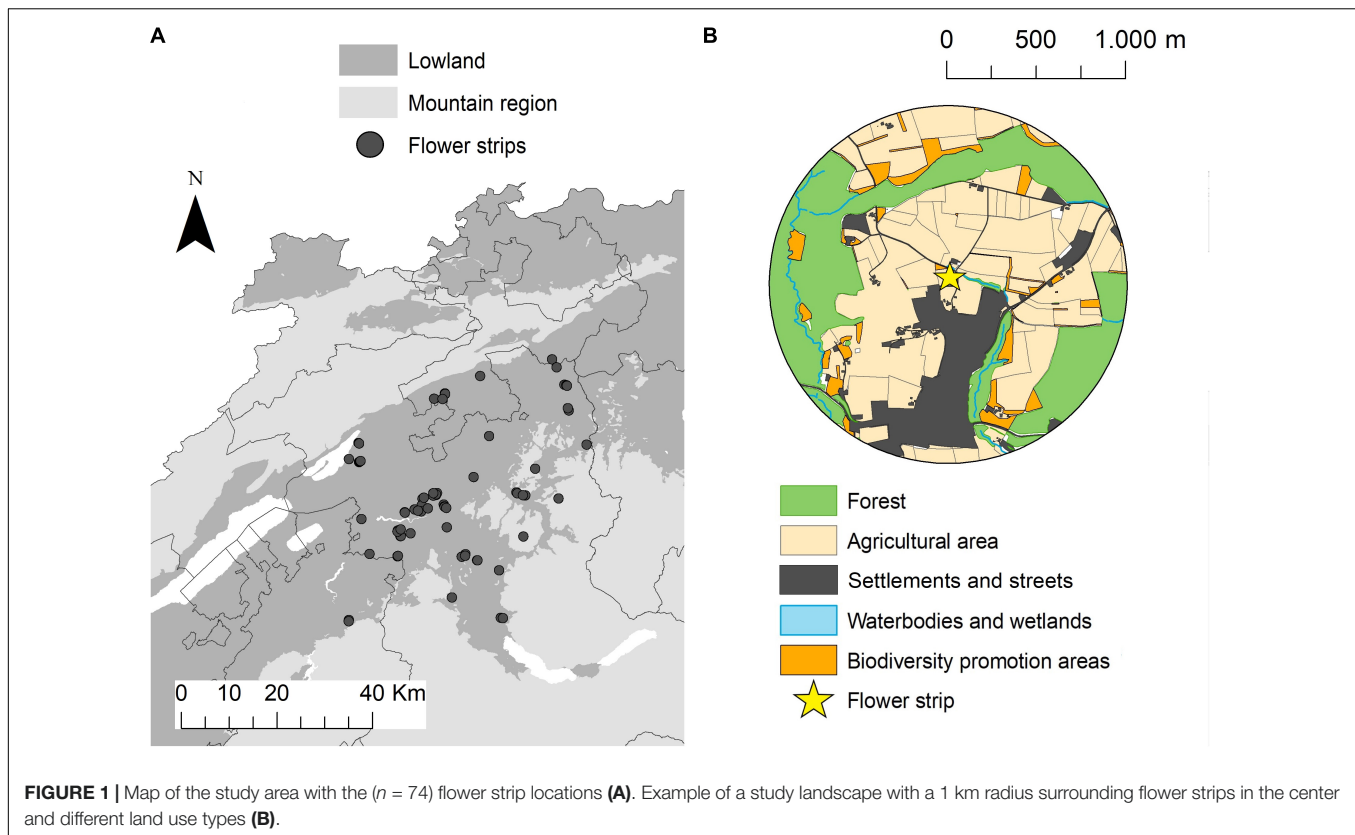 A
Lowland
Mountain region
Flower strips
N
0 10 20 40 Km
B
0 500 1.000 m
Forest
Agricultural area
Settlements and streets
Waterbodies and wetlands
Biodiversity promotion areas
Flower strip
FIGURE 1 | Map of the study area with the (n = 74) flower strip locations (A). Example of a study landscape with a 1 km radius surrounding flower strips in the center
and different land use types (B).